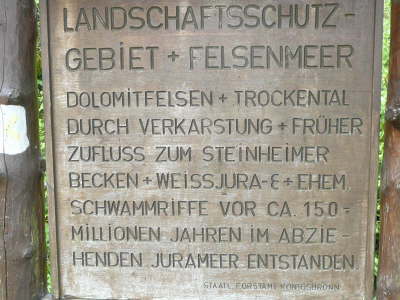 LANDSCHAFTSSCHUTZ-
GEBIET + FELSENMEER
DOLOMITFELSEN + TROCKENTAL
DURCH VERKARSTUNG + FRÜHER
ZUFLUSS ZUM STEINHEIMER
BECKEN + WEISSJURA-ε + EHEM.
SCHWAMMRIFFE VOR CA. 150-
MILLIONEN JAHREN IM ABZIE-
HENDEN JURAMEER ENTSTANDEN.
STAATL. FORSTAMT KÖNIGSBRONN